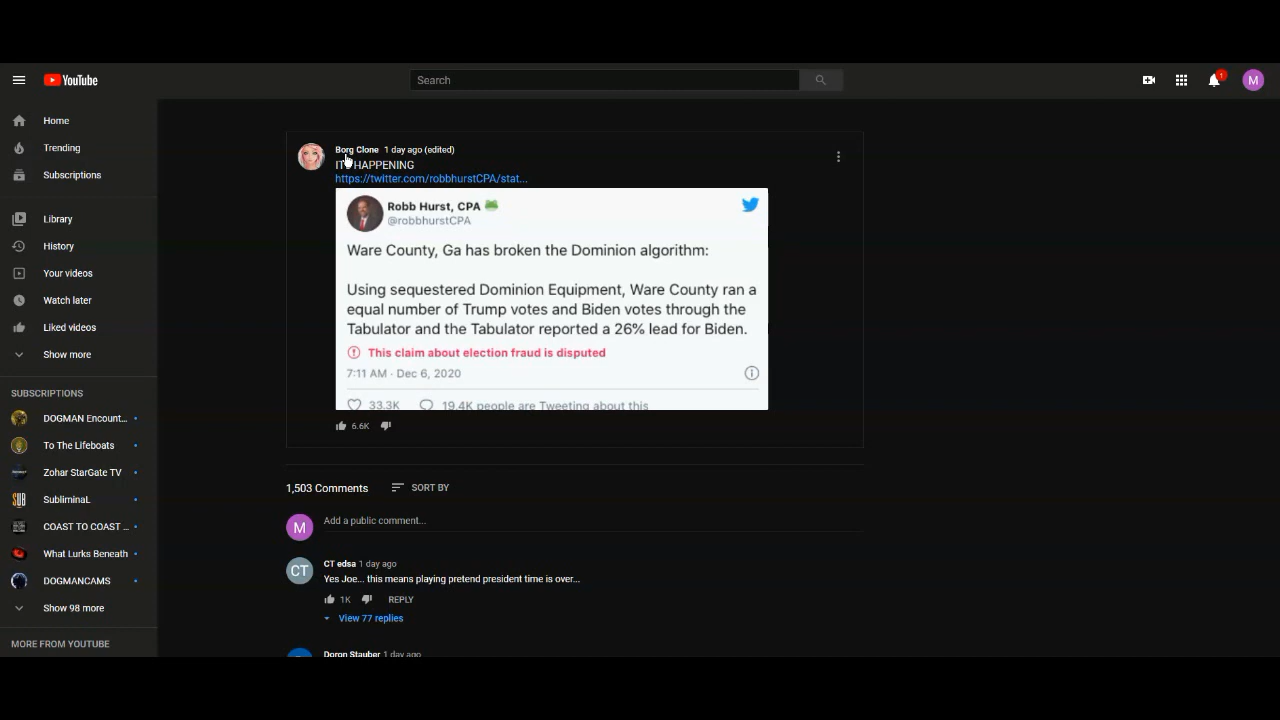 YouTube
Search
1
M
Home
Trending
Subscriptions
Library
History
Your videos
Watch later
Liked videos
Show more
SUBSCRIPTIONS
DOGMAN Encount...
To The Lifeboats
Zohar StarGate TV
SubliminaL
COAST TO COAST ...
What Lurks Beneath
DOGMANCAMS
Show 98 more
MORE FROM YOUTUBE
Borg Clone 1 day ago (edited)
HAPPENING
https://twitter.com/robbhurstCPA/stat...
Robb Hurst, CPA
@robbhurstCPA
Ware County, Ga has broken the Dominion algorithm:
Using sequestered Dominion Equipment, Ware County ran a
equal number of Trump votes and Biden votes through the
Tabulator and the Tabulator reported a 26% lead for Biden.
This claim about election fraud is disputed
7:11 AM · Dec 6, 2020
33.3K 19.4K people are Tweeting about this
6.6K
1,503 Comments SORT BY
M
Add a public comment...
CT
CT edsa 1 day ago
Yes Joe... this means playing pretend president time is over...
1K REPLY
View 77 replies
Doron Stauber 1 day ago